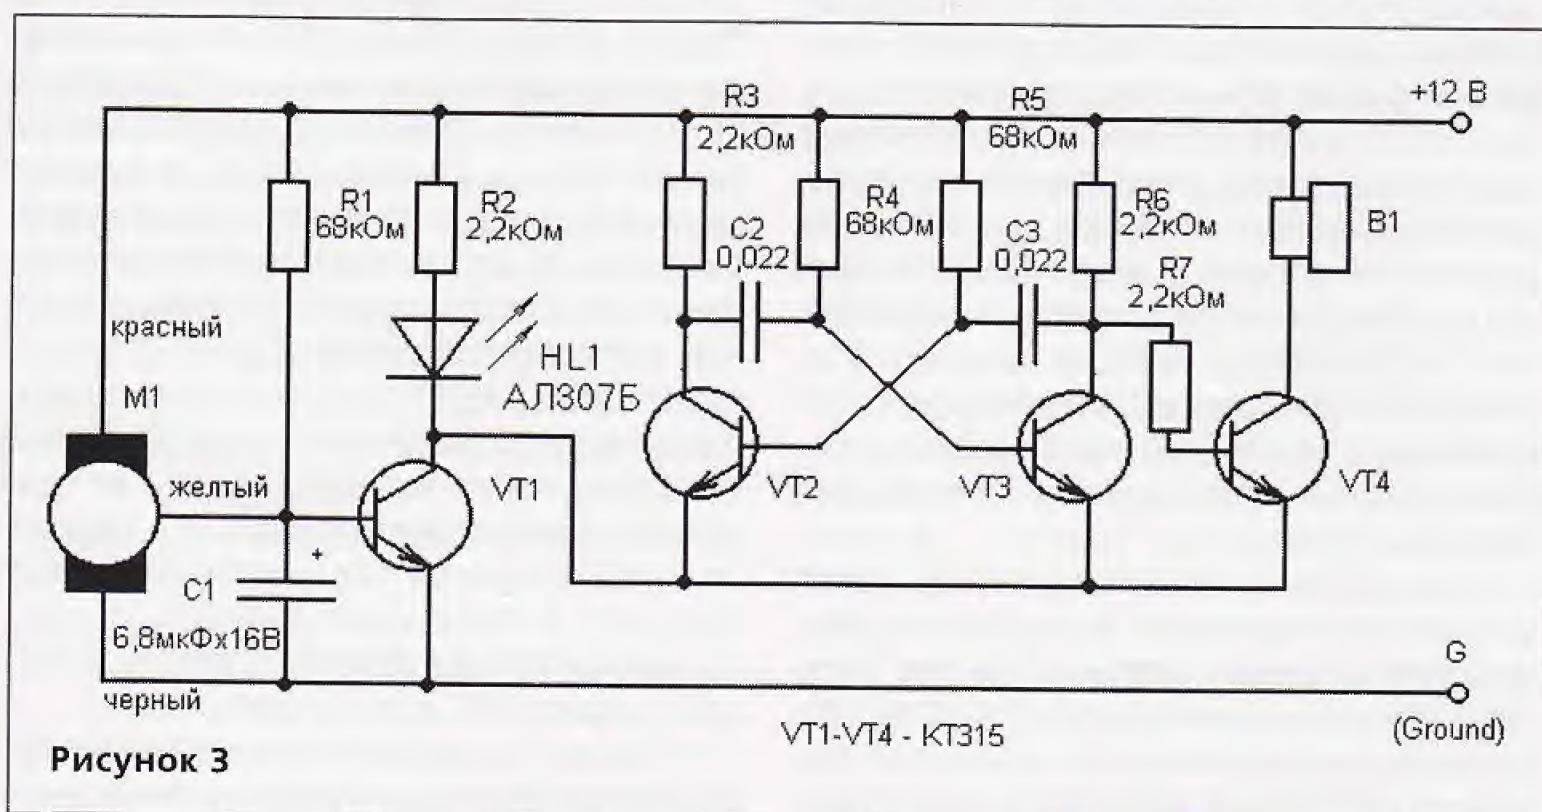 +12 В
R3
2,2кОм
R5
68кОм
R1
68кОм
R2
2,2кОм
C2
0,022
R4
68кОм
C3
0,022
R6
2,2кОм
R7
2,2кОм
B1
красный
HL1
АЛ307Б
M1
желтый
VT1
VT2
VT3
VT4
+
C1
6,8мкФх16В
черный
G
(Ground)
VT1-VT4 - КТ315
Рисунок 3